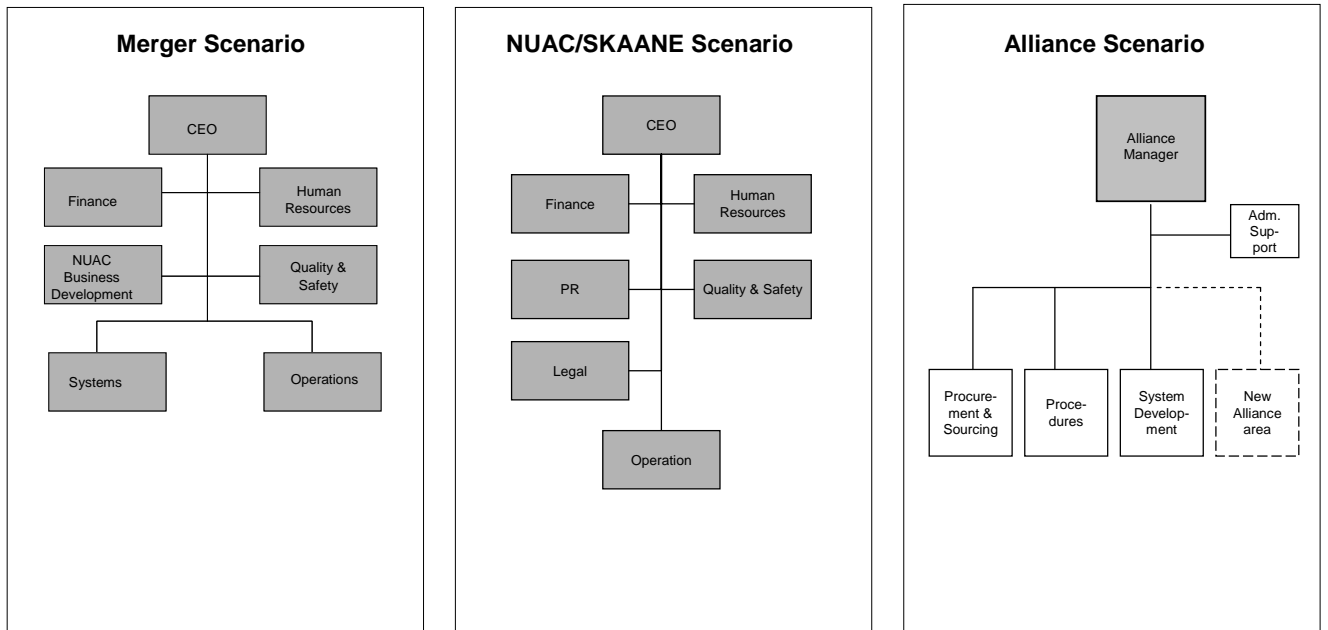 Merger Scenario
CEO
Finance
Human
Resources
NUAC
Business
Development
Quality &
Safety
Systems
Operations
NUAC/SKAANE Scenario
CEO
Finance
Human
Resources
PR
Quality & Safety
Legal
Operation
Alliance Scenario
Alliance
Manager
Adm.
Sup-
port
Procure-
ment &
Sourcing
Proce-
dures
System
Develop-
ment
New
Alliance
area